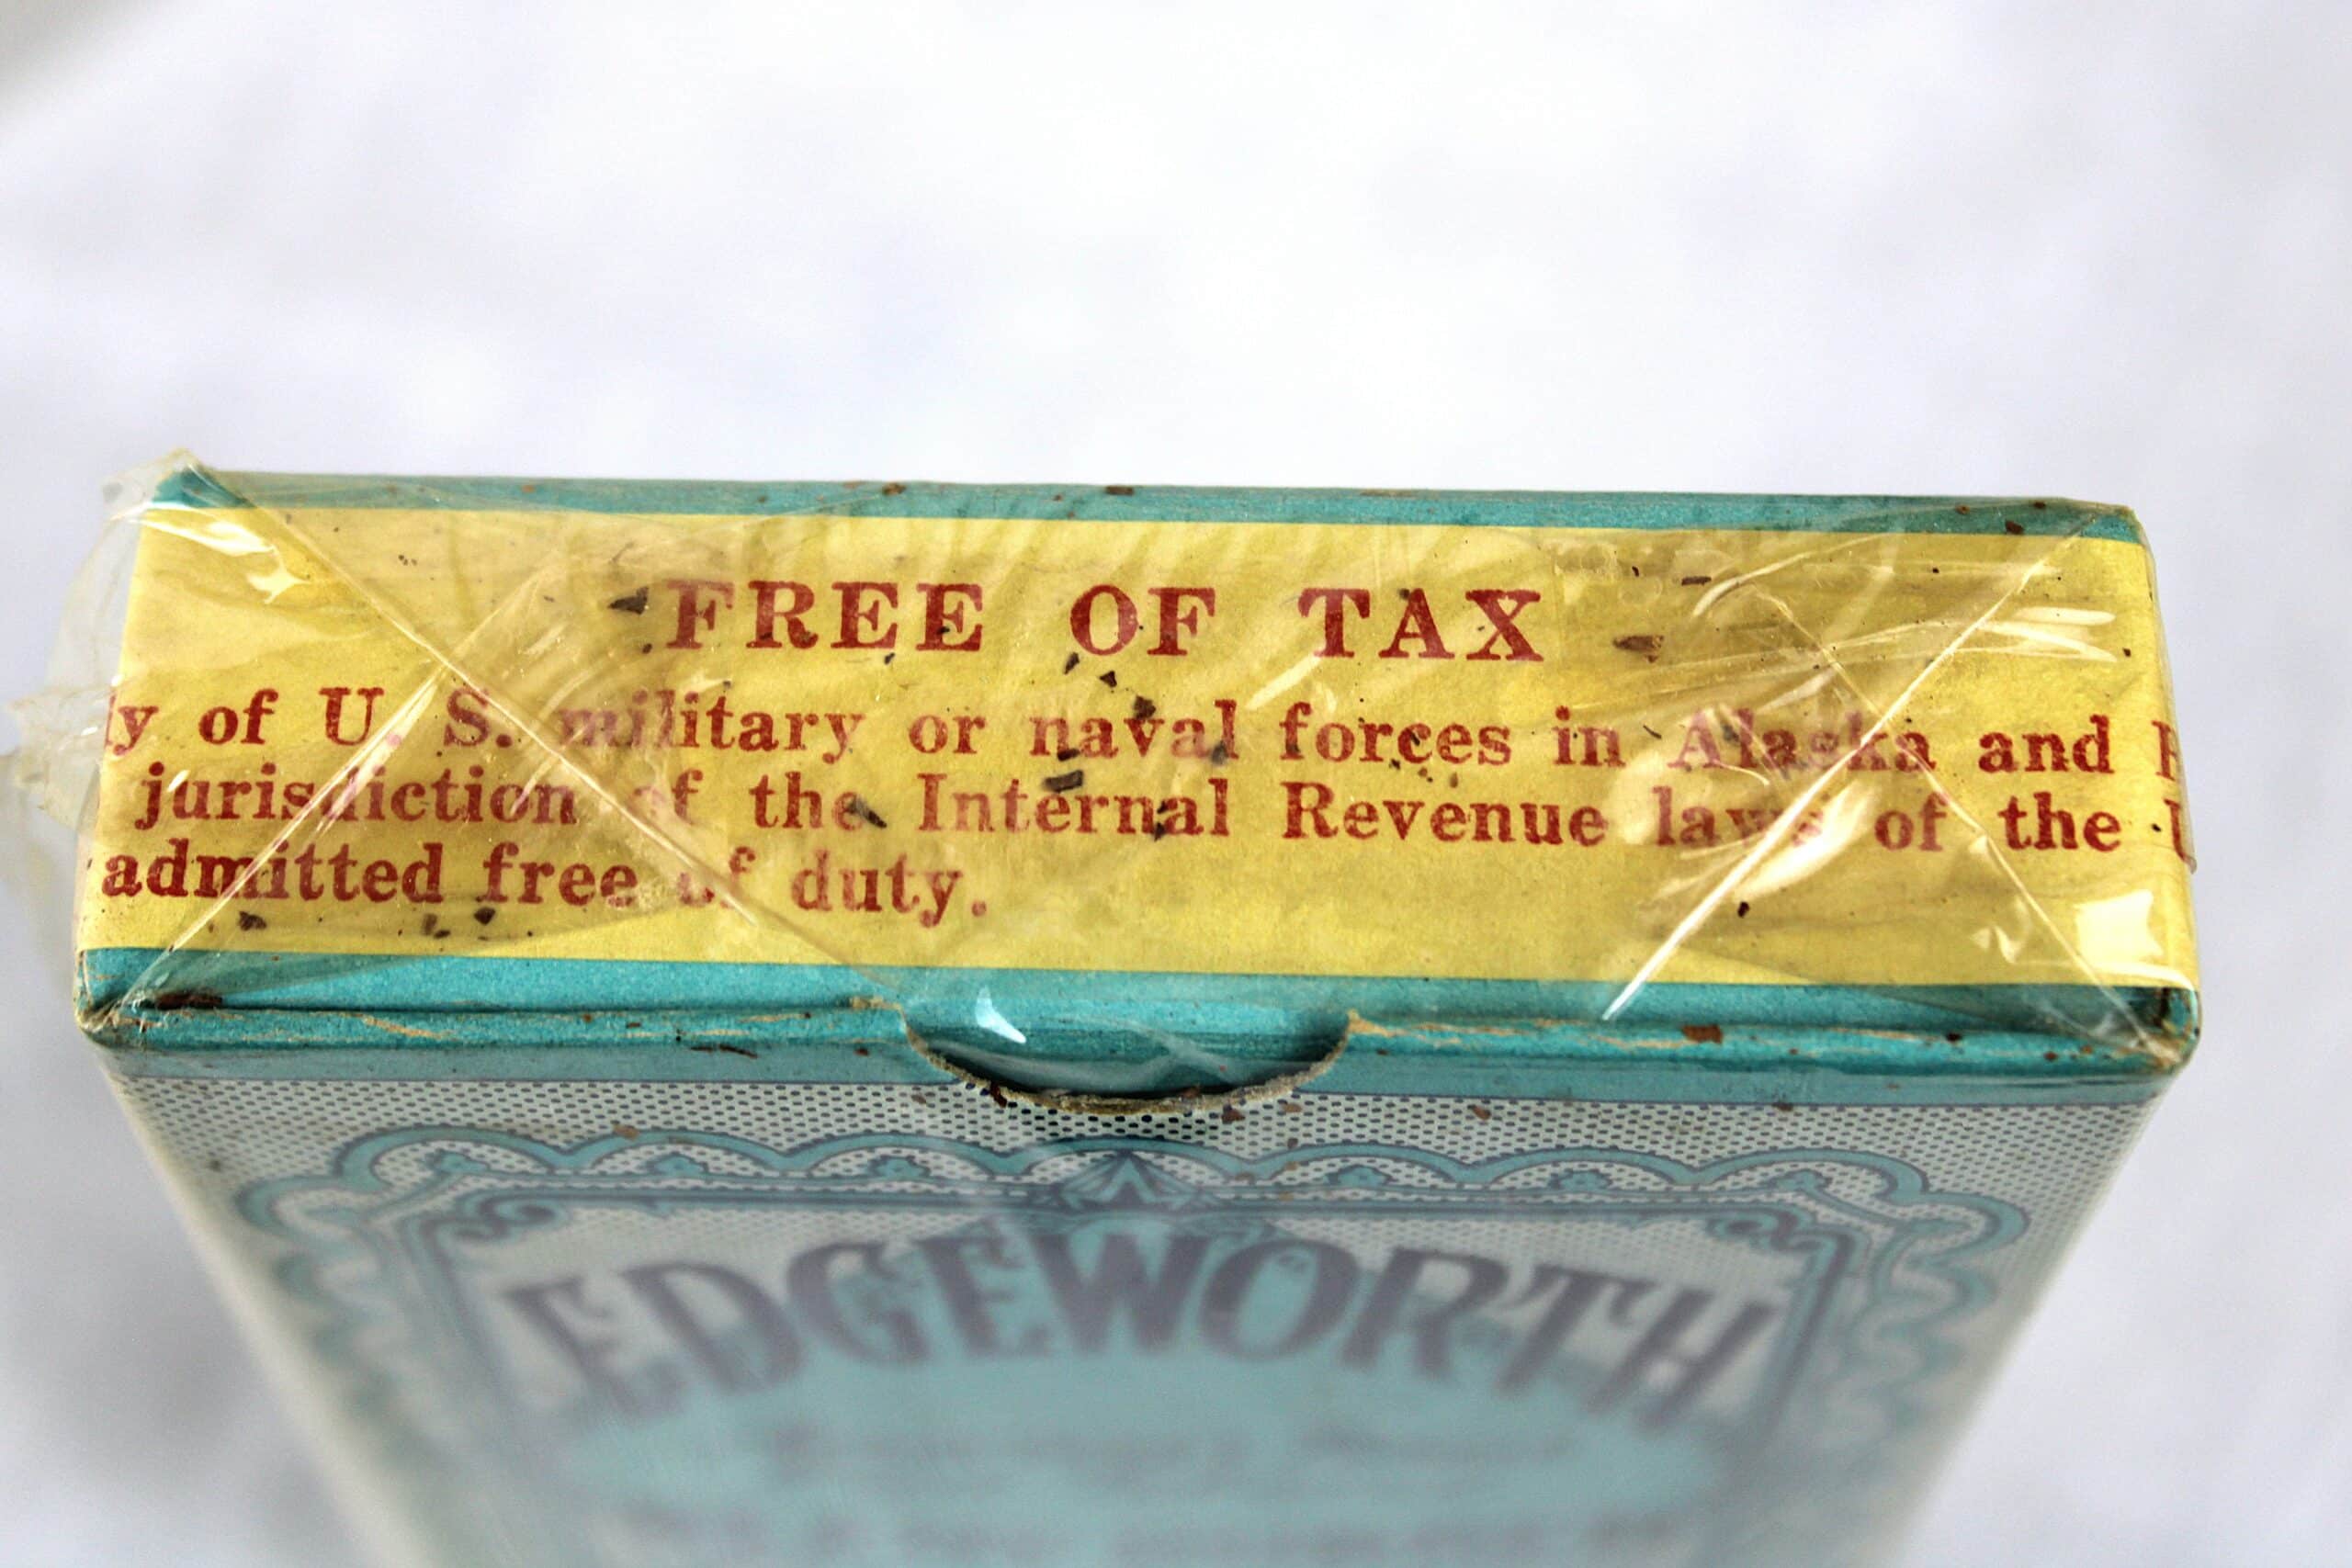 FREE OF TAX
y of U. S. military or naval forces in Alaska and
jurisdiction of the Internal Revenue laws of the
admitted free of duty.
EDGEWORTH